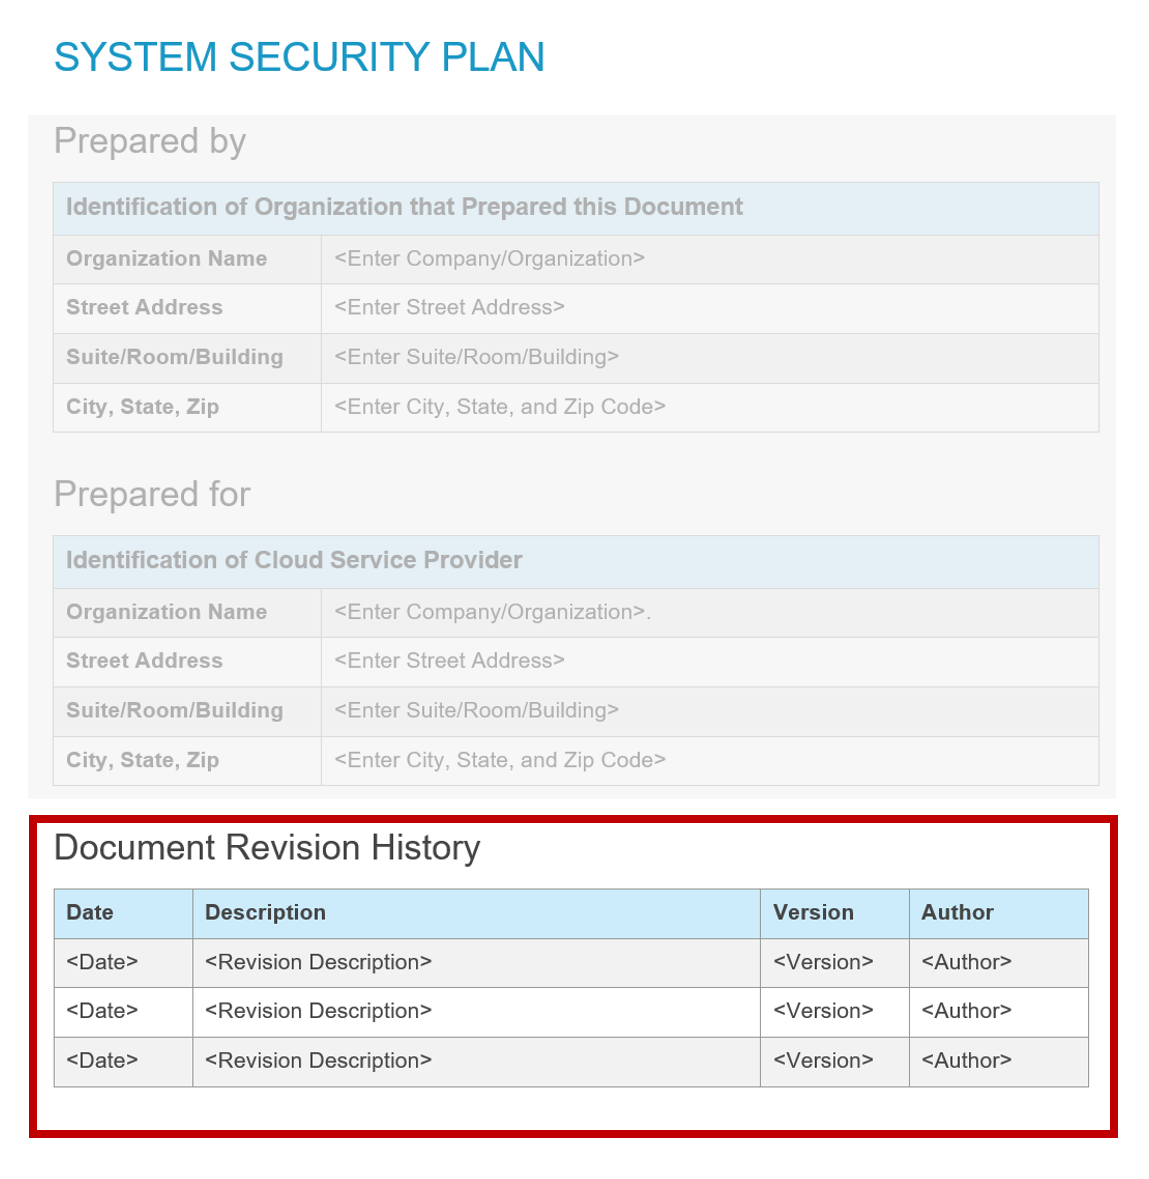 SYSTEM SECURITY PLAN
Prepared by
Identification of Organization that Prepared this Document
Organization Name <Enter Company/Organization>
Street Address <Enter Street Address>
Suite/Room/Building <Enter Suite/Room/Building>
City, State, Zip <Enter City, State, and Zip Code>
Prepared for
Identification of Cloud Service Provider
Organization Name <Enter Company/Organization>.
Street Address <Enter Street Address>
Suite/Room/Building <Enter Suite/Room/Building>
City, State, Zip <Enter City, State, and Zip Code>
Document Revision History
Date Description Version Author
<Date> <Revision Description> <Version> <Author>
<Date> <Revision Description> <Version> <Author>
<Date> <Revision Description> <Version> <Author>